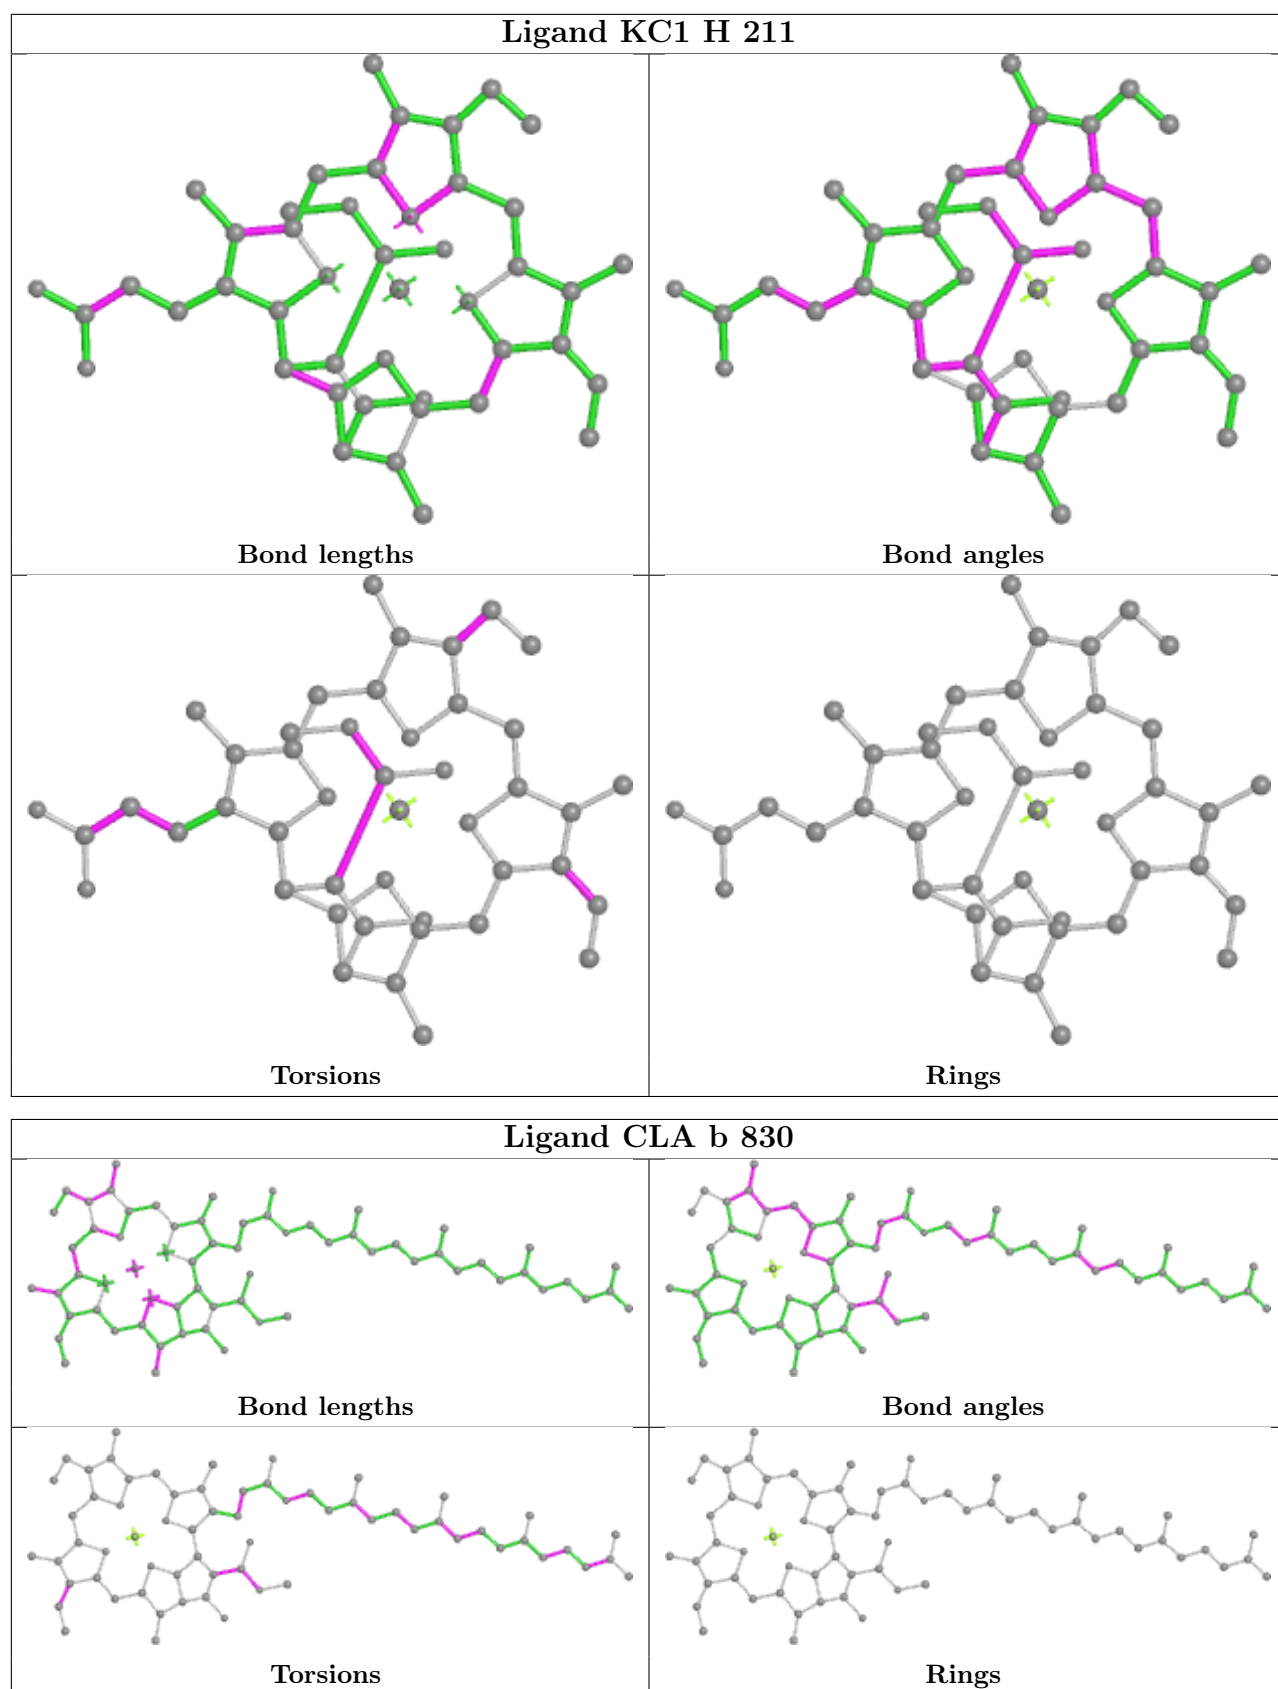 Ligand KC1 H 211
Bond lengths
Bond angles
Torsions
Rings
Ligand CLA b 830
Bond lengths
Bond angles
Torsions
Rings